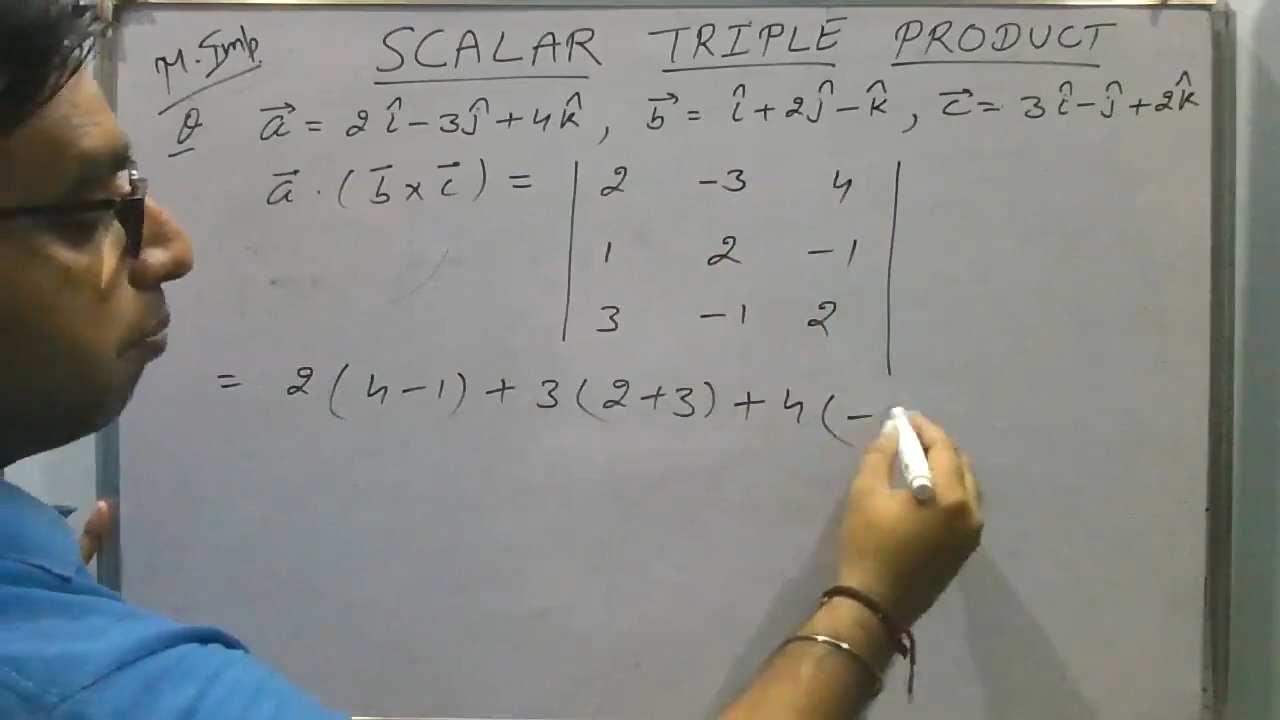 M. Imp.
SCALAR TRIPLE PRODUCT
Q a⃗ = 2î - 3ĵ + 4k̂, b⃗ = î + 2ĵ - k̂, c⃗ = 3î - ĵ + 2k̂
a⃗ · (b⃗ × c⃗) = | 2 -3 4 |
1 2 -1
3 -1 2
= 2(4-1) + 3(2+3) + 4(-